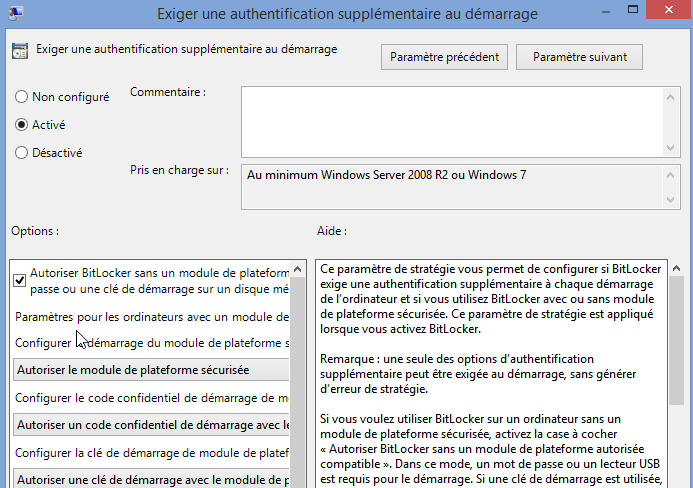 Exiger une authentification supplémentaire au démarrage
Exiger une authentification supplémentaire au démarrage
Paramètre précédent
Paramètre suivant
Non configuré
Commentaire :
Activé
Désactivé
Pris en charge sur :
Au minimum Windows Server 2008 R2 ou Windows 7
Options :
Aide :
Autoriser BitLocker sans un module de plateform
passe ou une clé de démarrage sur un disque mé
Paramètres pour les ordinateurs avec un module de
Configurer le démarrage du module de plateforme s
Autoriser le module de plateforme sécurisée
Configurer le code confidentiel de démarrage de m
Autoriser un code confidentiel de démarrage avec le
Configurer la clé de démarrage de module de platef
Autoriser une clé de démarrage avec le module de p
Ce paramètre de stratégie vous permet de configurer si BitLocker
exige une authentification supplémentaire à chaque démarrage
de l'ordinateur et si vous utilisez BitLocker avec ou sans module
de plateforme sécurisée. Ce paramètre de stratégie est appliqué
lorsque vous activez BitLocker.
Remarque : une seule des options d'authentification
supplémentaire peut être exigée au démarrage, sans générer
d'erreur de stratégie.
Si vous voulez utiliser BitLocker sur un ordinateur sans un
module de plateforme sécurisée, activez la case à cocher
« Autoriser BitLocker sans un module de plateforme autorisée
compatible ». Dans ce mode, un mot de passe ou un lecteur USB
est requis pour le démarrage. Si une clé de démarrage est utilisée,